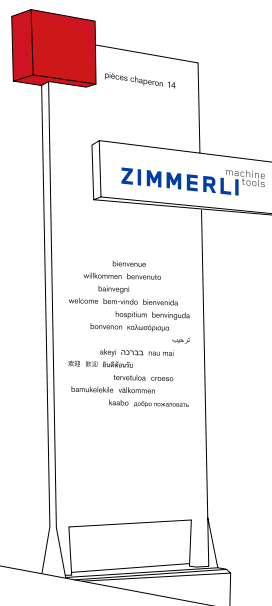 pièces chaperon 14
ZIMMERLI machine tools
bienvenue
willkommen benvenuto
bainvegni
welcome bem-vindo bienvenida
hospitium benvinguda
bonvenon καλωσόρισμα
ترحيب
akeyi בברכה nau mai
欢迎 歡迎 ยินดีต้อนรับ
tervetuloa croeso
bamukelekile välkommen
kaabo добро пожаловать